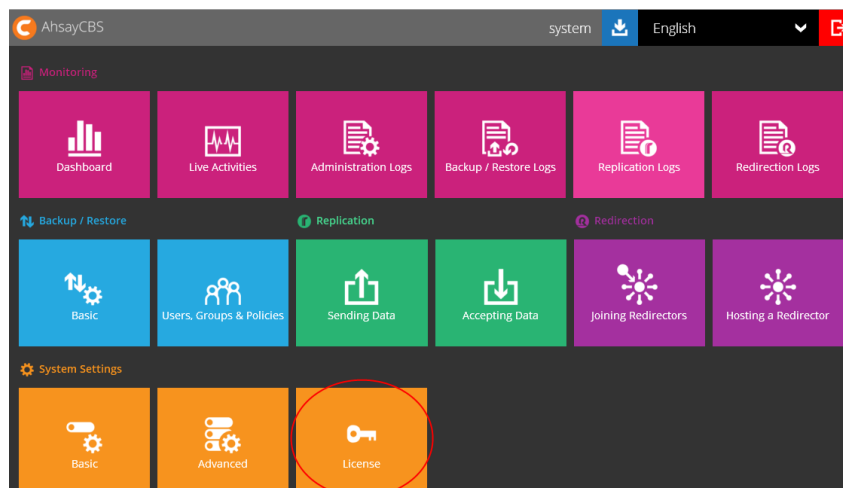 AhsayCBS system English
Monitoring
Dashboard Live Activities Administration Logs Backup / Restore Logs Replication Logs Redirection Logs
Backup / Restore Replication Redirection
Basic Users, Groups & Policies Sending Data Accepting Data Joining Redirectors Hosting a Redirector
System Settings
Basic Advanced License